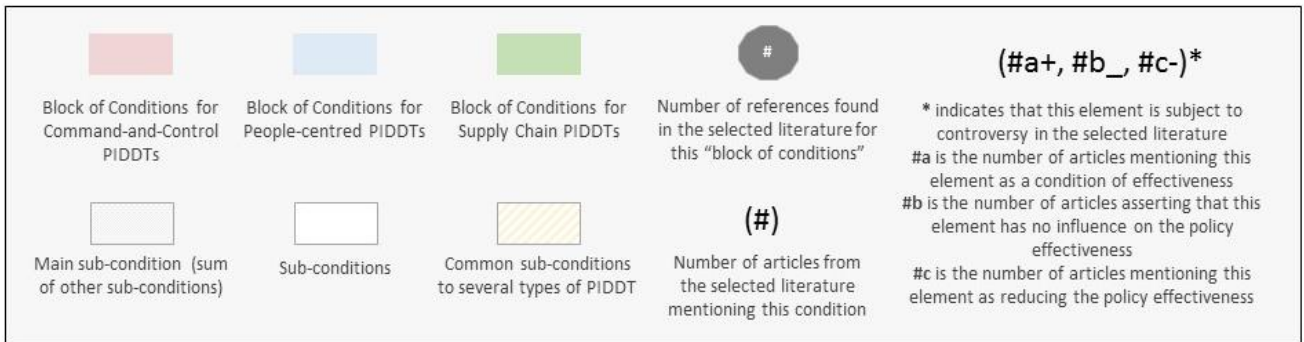 Block of Conditions for
Command-and-Control
PIDDTs
Block of Conditions for
People-centred PIDDTs
Block of Conditions for
Supply Chain PIDDTs
#
Number of references found
in the selected literature for
this “block of conditions”
(#a+, #b_, #c-)*
* indicates that this element is subject to
controversy in the selected literature
#a is the number of articles mentioning this
element as a condition of effectiveness
#b is the number of articles asserting that this
element has no influence on the policy
effectiveness
#c is the number of articles mentioning this
element as reducing the policy effectiveness
Main sub-condition (sum
of other sub-conditions)
Sub-conditions
Common sub-conditions
to several types of PIDDT
(#)
Number of articles from
the selected literature
mentioning this condition